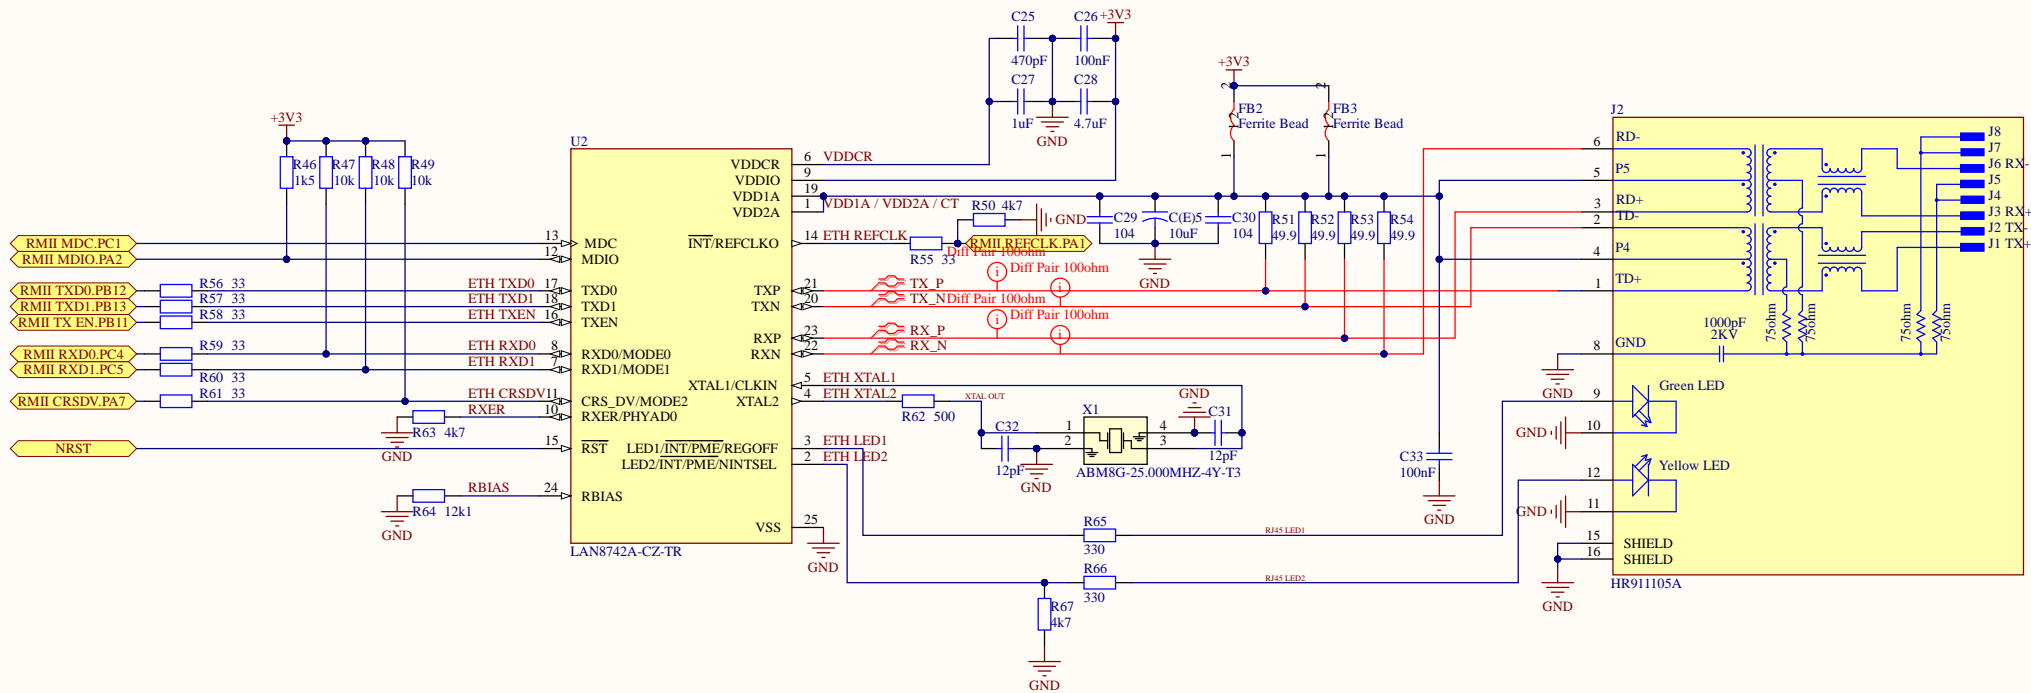 C25
C26
+3V3
470pF
100nF
C27
C28
1uF
4.7uF
GND
+3V3
2
2
FB2
Ferrite Bead
2
FB3
Ferrite Bead
2
1
1
+3V3
R46
1k5
R47
10k
R48
10k
R49
10k
U2
VDDCR
6
VDDCR
VDDIO
9
VDD1A
19
VDD2A
1
VDD1A / VDD2A / CT
R50 4k7
GND
INT/REFCLKO
14
ETH REFCLK
R55 33
RMII REFCLK.PA1
C29
104
C(E)5
10uF
C30
104
GND
R51
49.9
R52
49.9
R53
49.9
R54
49.9
RMII MDC.PC1
13
MDC
RMII MDIO.PA2
12
MDIO
RMII TXD0.PB12
R56 33
ETH TXD0
17
TXD0
RMII TXD1.PB13
R57 33
ETH TXD1
18
TXD1
RMII TX EN.PB11
R58 33
ETH TXEN
16
TXEN
RMII RXD0.PC4
R59 33
ETH RXD0
8
RXD0/MODE0
RMII RXD1.PC5
R60 33
ETH RXD1
7
RXD1/MODE1
RMII CRSDV.PA7
R61 33
ETH CRSDV
11
CRS_DV/MODE2
RXER
10
RXER/PHYAD0
R63 4k7
GND
NRST
15
RST
RBIAS
24
RBIAS
R64 12k1
GND
TXP
21
TX_P
TXN
20
TX_N
RXP
23
RX_P
RXN
22
RX_N
Diff Pair 100ohm
i
Diff Pair 100ohm
i
Diff Pair 100ohm
i
Diff Pair 100ohm
i
XTAL1/CLKIN
5
ETH XTAL1
XTAL2
4
ETH XTAL2
R62 500
XTAL OUT
LED1/INT/PME/REGOFF
3
ETH LED1
LED2/INT/PME/NINTSEL
2
ETH LED2
VSS
25
GND
LAN8742A-CZ-TR
C32
12pF
GND
X1
1
2
4
3
ABM8G-25.000MHZ-4Y-T3
GND
C31
12pF
R65
330
RJ45 LED1
R66
330
RJ45 LED2
R67
4k7
GND
C33
100nF
GND
J2
6
RD-
5
P5
3
RD+
2
TD-
4
P4
1
TD+
8
GND
GND
1000pF
2KV
75ohm
75ohm
75ohm
75ohm
J8
J7
J6 RX-
J5
J4
J3 RX+
J2 TX-
J1 TX+
9
Green LED
10
GND
12
Yellow LED
11
GND
15
SHIELD
16
SHIELD
GND
HR911105A